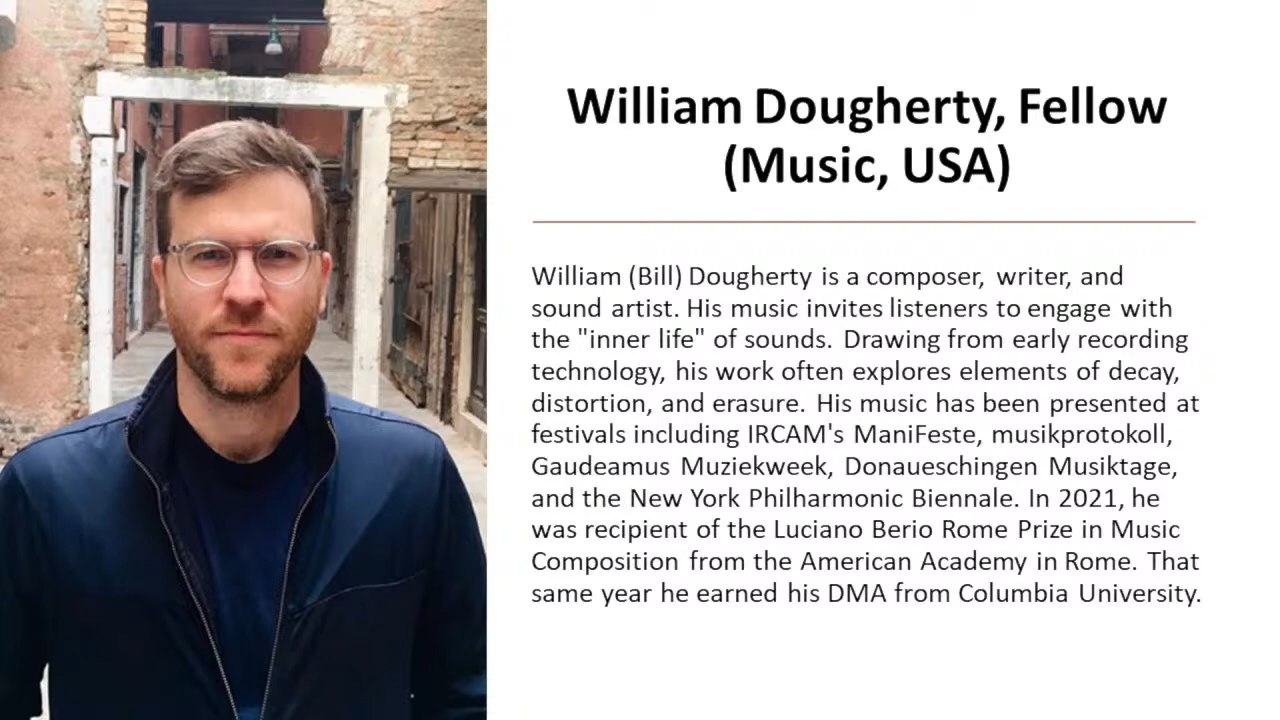 William Dougherty, Fellow
(Music, USA)
William (Bill) Dougherty is a composer, writer, and
sound artist. His music invites listeners to engage with
the "inner life" of sounds. Drawing from early recording
technology, his work often explores elements of decay,
distortion, and erasure. His music has been presented at
festivals including IRCAM's ManiFeste, musikprotokoll,
Gaudeamus Muziekweek, Donaueschingen Musiktage,
and the New York Philharmonic Biennale. In 2021, he
was recipient of the Luciano Berio Rome Prize in Music
Composition from the American Academy in Rome. That
same year he earned his DMA from Columbia University.